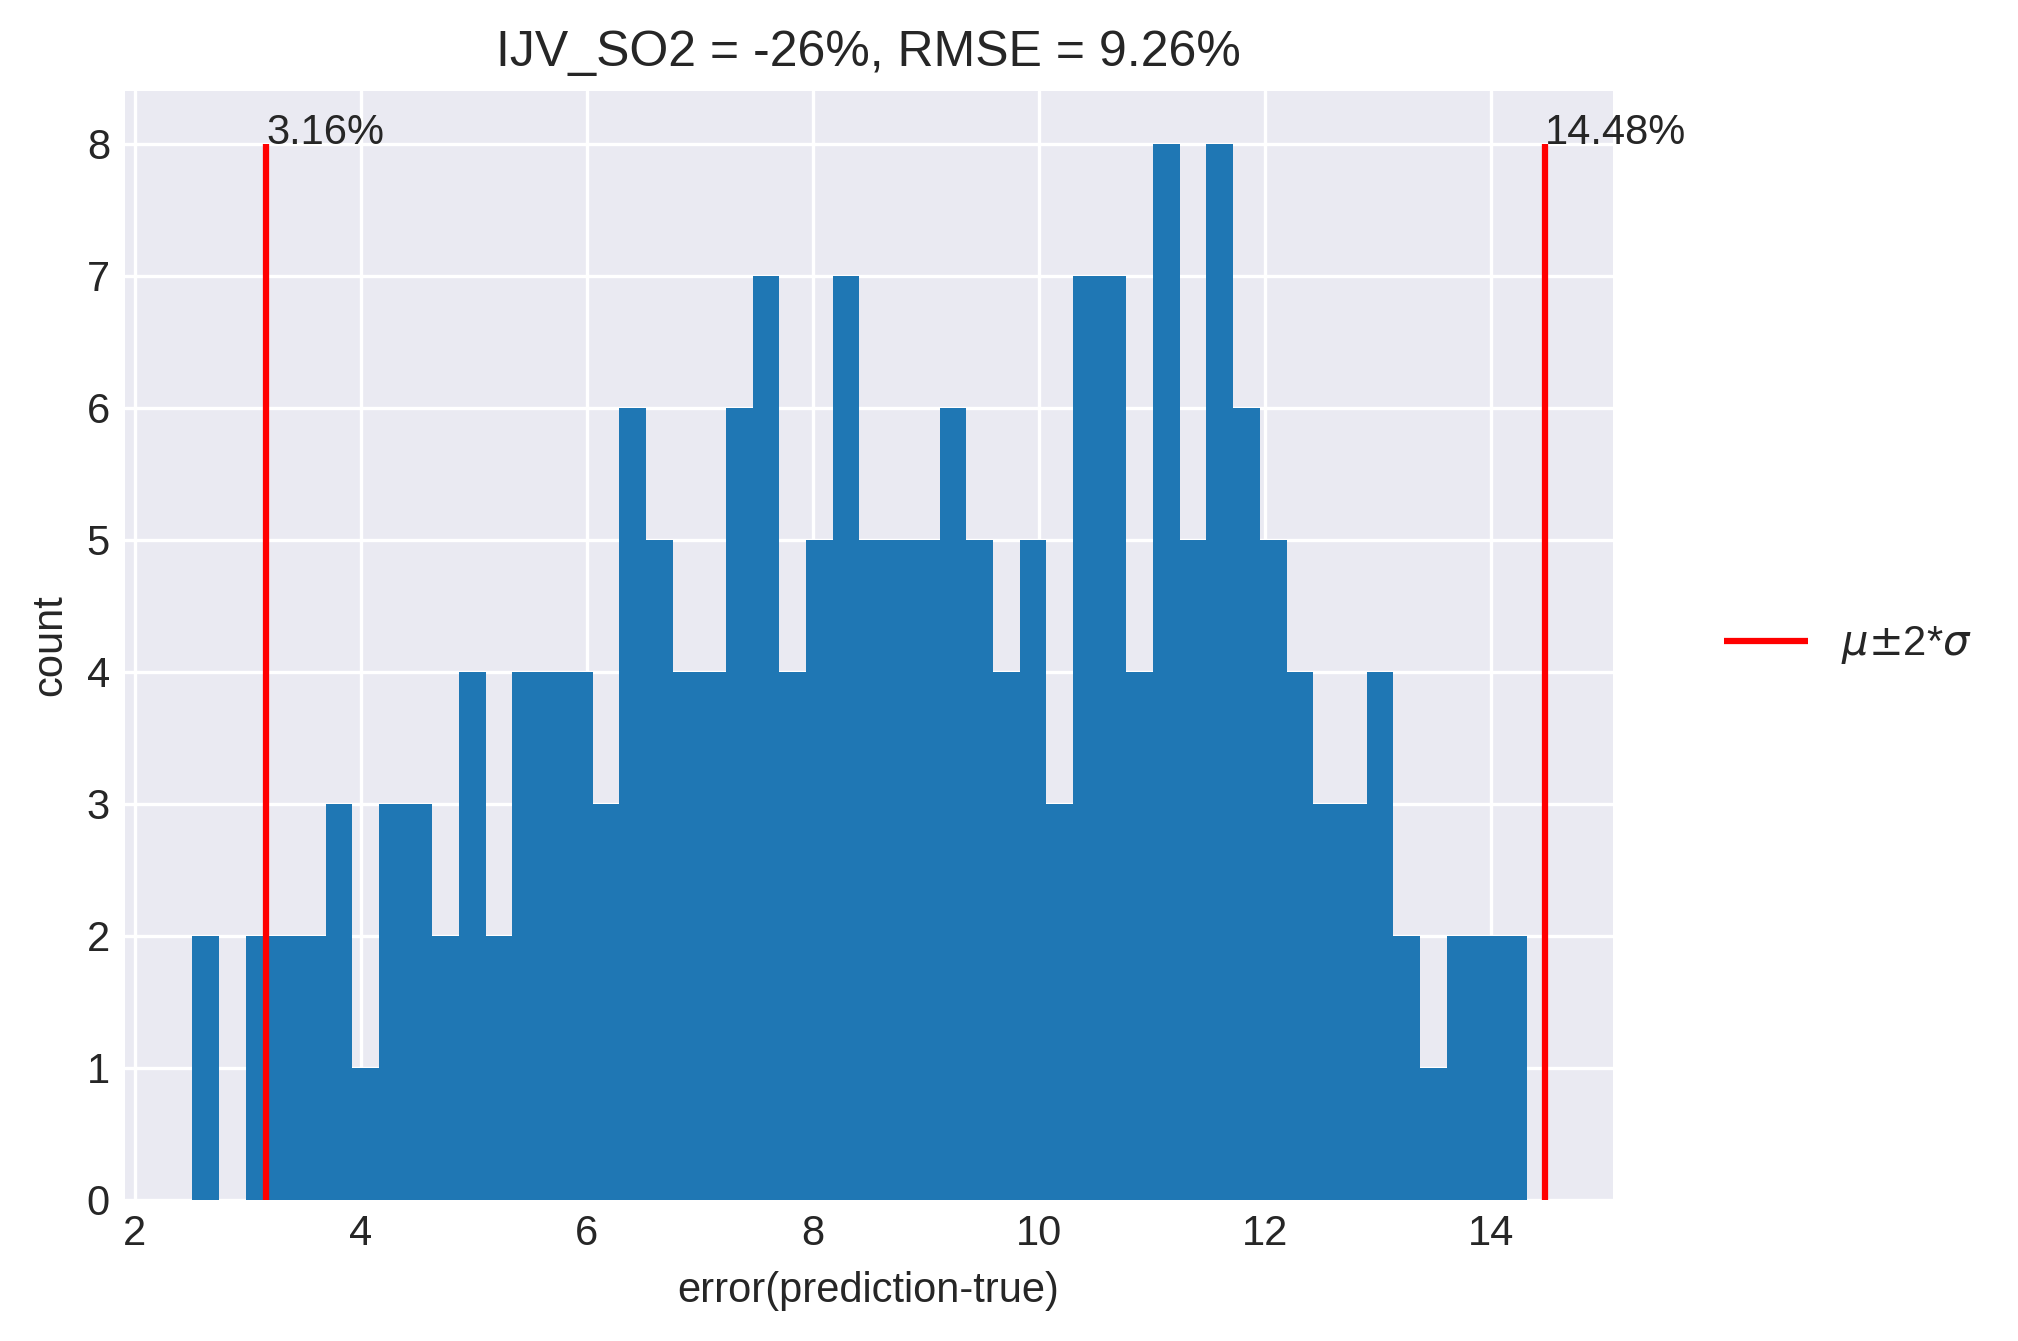 IJV_SO2 = -26%, RMSE = 9.26%
3.16%
14.48%
8
7
6
5
4
3
2
1
0
count
2 4 6 8 10 12 14
error(prediction-true)
μ±2*σ